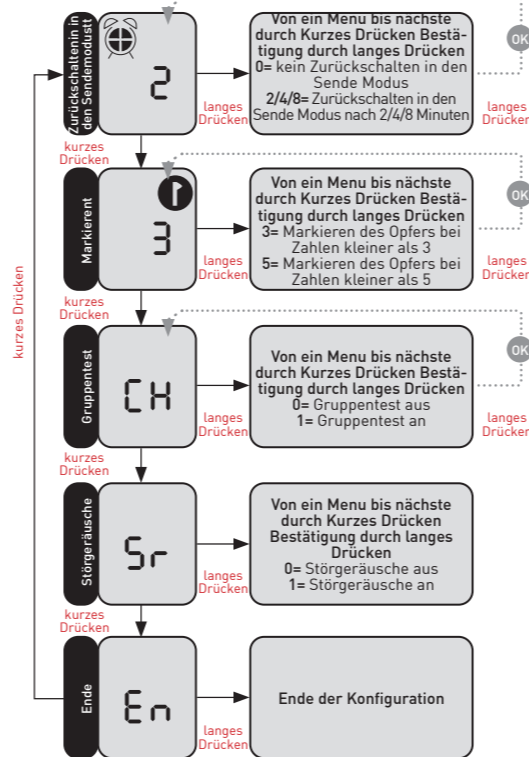 Zurückschaltenin in
den Sendemodustt
2
langes
Drücken
Von ein Menu bis nächste
durch Kurzes Drücken Bestä-
tigung durch langes Drücken
0= kein Zurückschalten in den
Sende Modus
2/4/8= Zurückschalten in den
Sende Modus nach 2/4/8 Minuten
OK
langes
Drücken
kurzes
Drücken
Markierent
3
langes
Drücken
Von ein Menu bis nächste
durch Kurzes Drücken Bestä-
tigung durch langes Drücken
3= Markieren des Opfers bei
Zahlen kleiner als 3
5= Markieren des Opfers bei
Zahlen kleiner als 5
OK
langes
Drücken
kurzes Drücken
kurzes
Drücken
Gruppentest
CH
langes
Drücken
Von ein Menu bis nächste
durch Kurzes Drücken Bestä-
tigung durch langes Drücken
0= Gruppentest aus
1= Gruppentest an
OK
langes
Drücken
kurzes
Drücken
Störgeräusche
Sr
langes
Drücken
Von ein Menu bis nächste
durch Kurzes Drücken
Bestätigung durch langes
Drücken
0= Störgeräusche aus
1= Störgeräusche an
kurzes
Drücken
Ende
En
langes
Drücken
Ende der Konfiguration